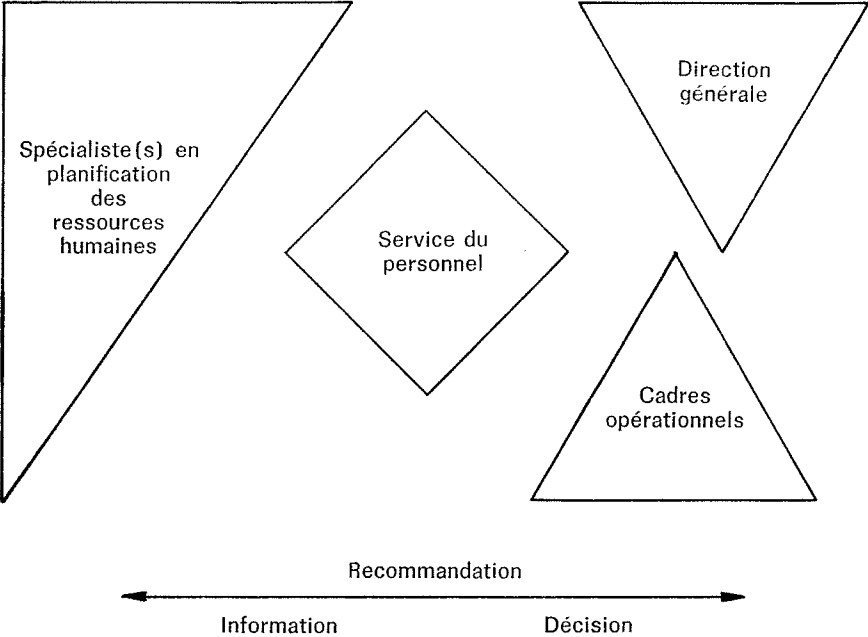 Spécialiste(s) en
planification
des
ressources
humaines
Service du
personnel
Direction
générale
Cadres
opérationnels
Recommandation
Information
Décision